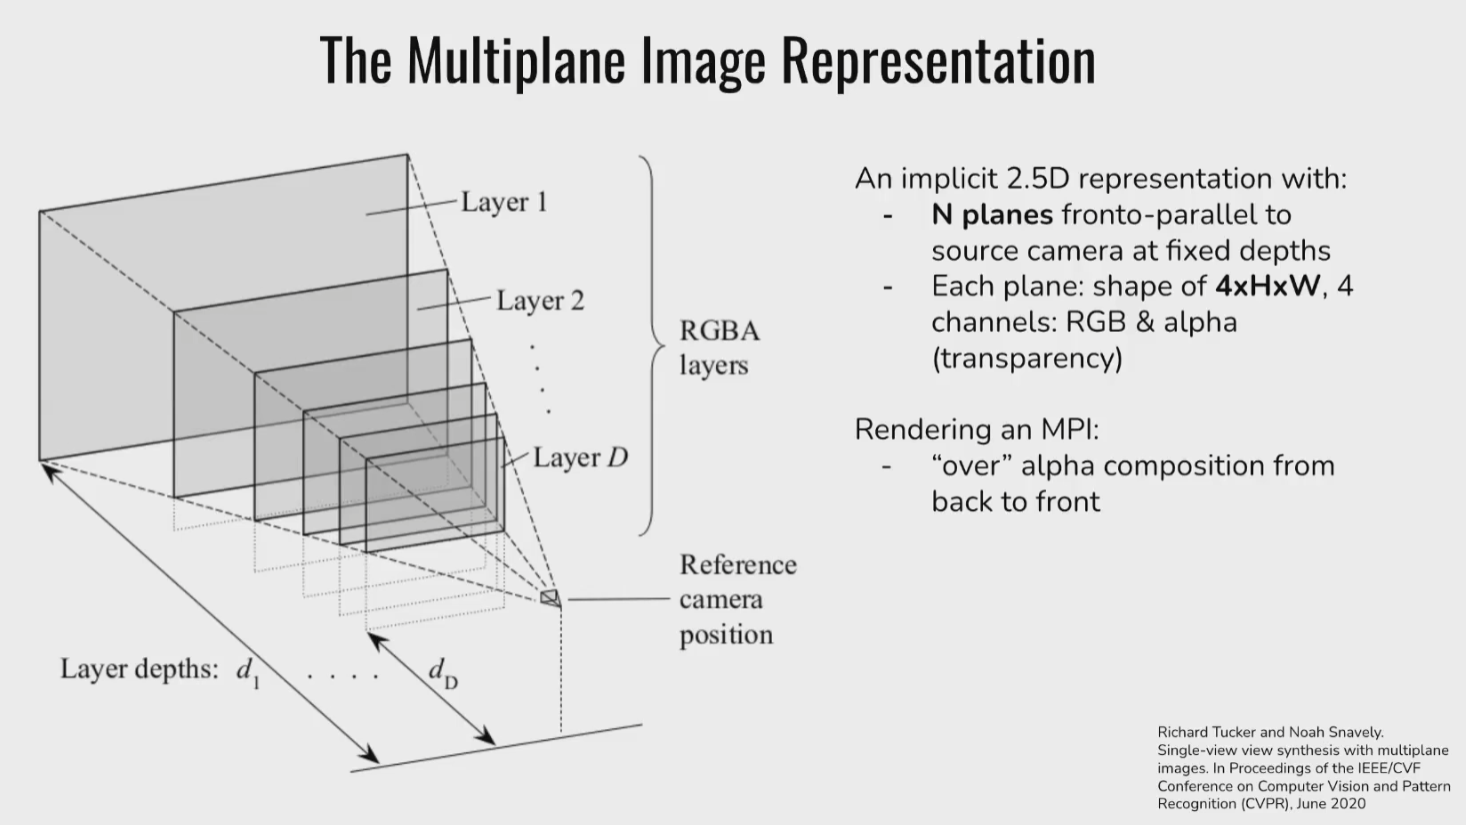 The Multiplane Image Representation
Layer 1
Layer 2
Layer D
RGBA
layers
Reference
camera
position
Layer depths: d1
. . . .
dD
An implicit 2.5D representation with:
- N planes fronto-parallel to
source camera at fixed depths
- Each plane: shape of 4xHxW, 4
channels: RGB & alpha
(transparency)
Rendering an MPI:
- “over” alpha composition from
back to front
Richard Tucker and Noah Snavely.
Single-view view synthesis with multiplane
images. In Proceedings of the IEEE/CVF
Conference on Computer Vision and Pattern
Recognition (CVPR), June 2020